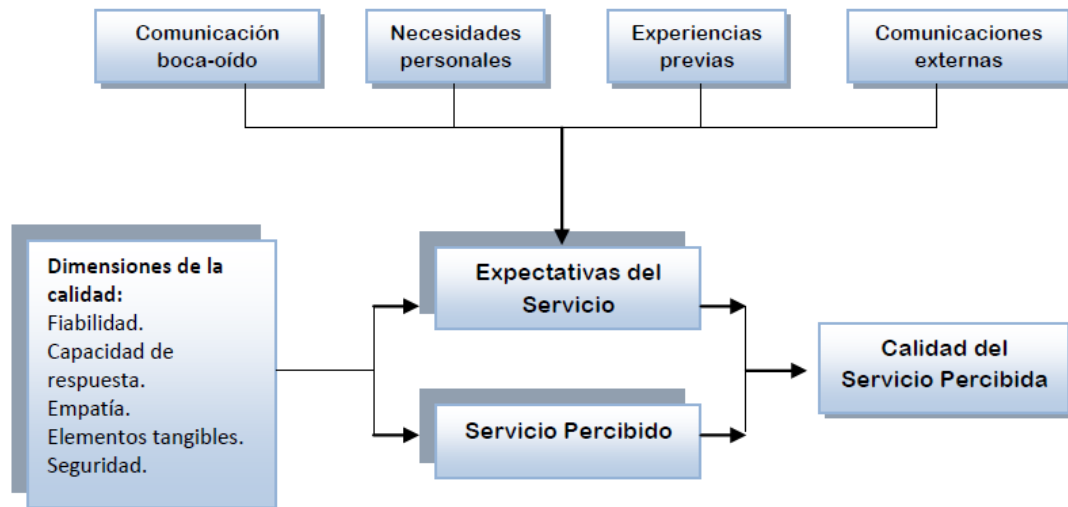 Comunicación
boca-oído
Necesidades
personales
Experiencias
previas
Comunicaciones
externas
Dimensiones de la
calidad:
Fiabilidad.
Capacidad de
respuesta.
Empatía.
Elementos tangibles.
Seguridad.
Expectativas del
Servicio
Servicio Percibido
Calidad del
Servicio Percibida